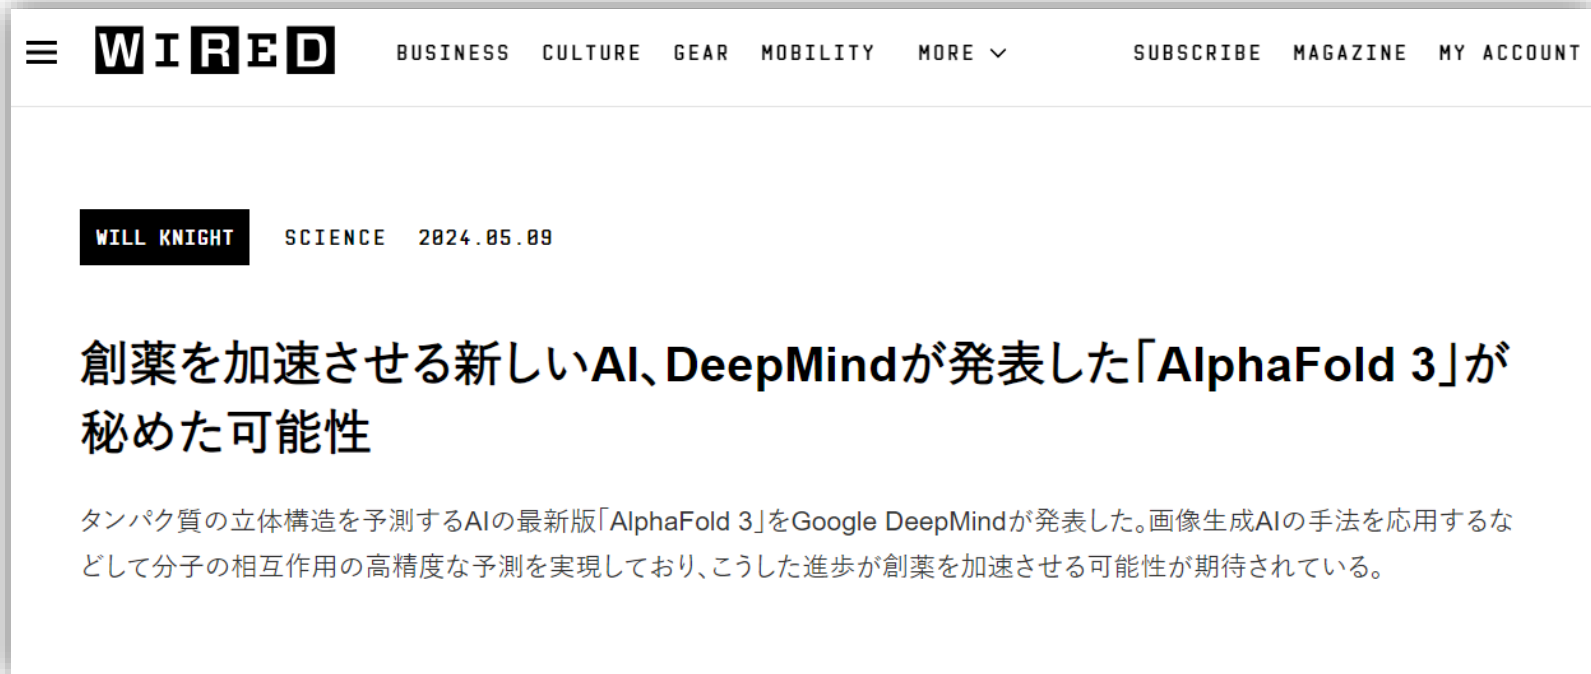 WIRED BUSINESS CULTURE GEAR MOBILITY MORE SUBSCRIBE MAGAZINE MY ACCOUNT
WILL KNIGHT SCIENCE 2024.05.09
創薬を加速させる新しいAI、DeepMindが発表した「AlphaFold 3」が
秘めた可能性
タンパク質の立体構造を予測するAIの最新版「AlphaFold 3」をGoogle DeepMindが発表した。画像生成AIの手法を応用するな
どして分子の相互作用の高精度な予測を実現しており、こうした進歩が創薬を加速させる可能性が期待されている。